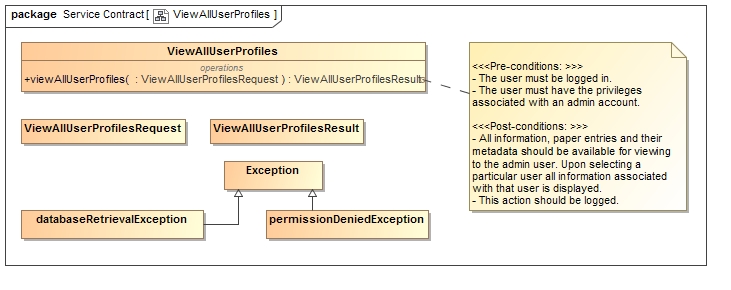 package Service Contract [ ViewAllUserProfiles ]
ViewAllUserProfiles
operations
+viewAllUserProfiles( : ViewAllUserProfilesRequest ) : ViewAllUserProfilesResult
<<<Pre-conditions: >>>
- The user must be logged in.
- The user must have the privileges
associated with an admin account.
<<<Post-conditions: >>>
- All information, paper entries and their
metadata should be available for viewing
to the admin user. Upon selecting a
particular user all information associated
with that user is displayed.
- This action should be logged.
ViewAllUserProfilesRequest
ViewAllUserProfilesResult
Exception
databaseRetrievalException
permissionDeniedException